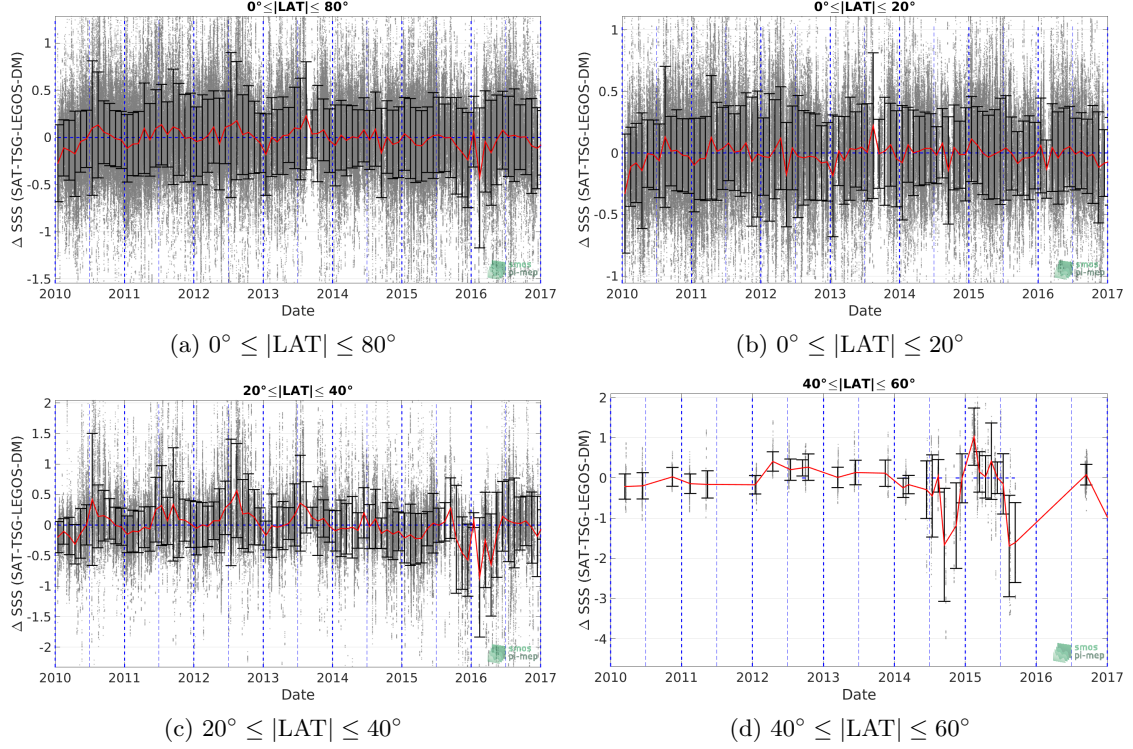 0°≤|LAT|≤ 80°
Δ SSS (SAT-TSG-LEGOS-DM)
1
0.5
0
-0.5
-1
-1.5
2010 2011 2012 2013 2014 2015 2016 2017
Date
smos
pi-mep
(a) 0° ≤ |LAT| ≤ 80°
0°≤|LAT|≤ 20°
Δ SSS (SAT-TSG-LEGOS-DM)
1
0.5
0
-0.5
-1
2010 2011 2012 2013 2014 2015 2016 2017
Date
smos
pi-mep
(b) 0° ≤ |LAT| ≤ 20°
20°≤|LAT|≤ 40°
Δ SSS (SAT-TSG-LEGOS-DM)
2
1.5
1
0.5
0
-0.5
-1
-1.5
-2
2010 2011 2012 2013 2014 2015 2016 2017
Date
smos
pi-mep
(c) 20° ≤ |LAT| ≤ 40°
40°≤|LAT|≤ 60°
Δ SSS (SAT-TSG-LEGOS-DM)
2
1
0
-1
-2
-3
-4
2010 2011 2012 2013 2014 2015 2016 2017
Date
smos
pi-mep
(d) 40° ≤ |LAT| ≤ 60°